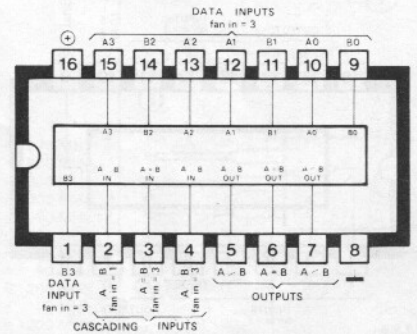 DATA INPUTS
fan in = 3
⊕ A3 B2 A2 A1 B1 A0 B0
16 15 14 13 12 11 10 9
A3 B2 A2 A1 B1 A0 B0
A B A = B A B A B A = B A B
B3 IN IN IN OUT OUT OUT
1 2 3 4 5 6 7 8
B3
DATA
INPUT
fan in = 3
A B
fan in = 1
A = B
fan in = 3
A B
fan in = 3
A B A = B A B
OUTPUTS
CASCADING INPUTS